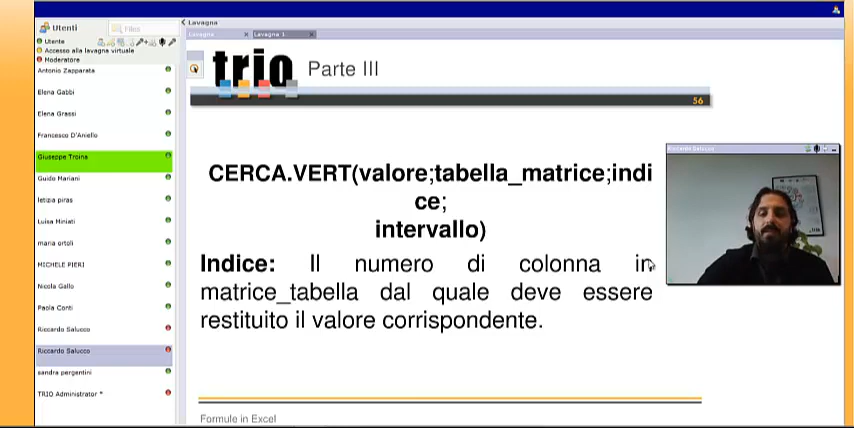 Utenti
Filos
Utente
Accesso alla lavagna virtuale
Moderatore
Antonio Zapparata
Elena Gabbi
Elena Grassi
Francesco D'Aniello
Giuseppe Troina
Guido Mariani
letizia piras
Luisa Miniati
maria ortoli
MICHELE PIERI
Nicola Gallo
Paola Conti
Riccardo Salucco
Riccardo Salucco
sandra pergentini
TRIO Administrator *
Lavagna
Lavagna
Lavagna 1
trio
Parte III
56
CERCA.VERT(valore;tabella_matrice;indi
ce;
intervallo)
Indice: Il numero di colonna in
matrice_tabella dal quale deve essere
restituito il valore corrispondente.
Formule in Excel
Riccardo Salucco